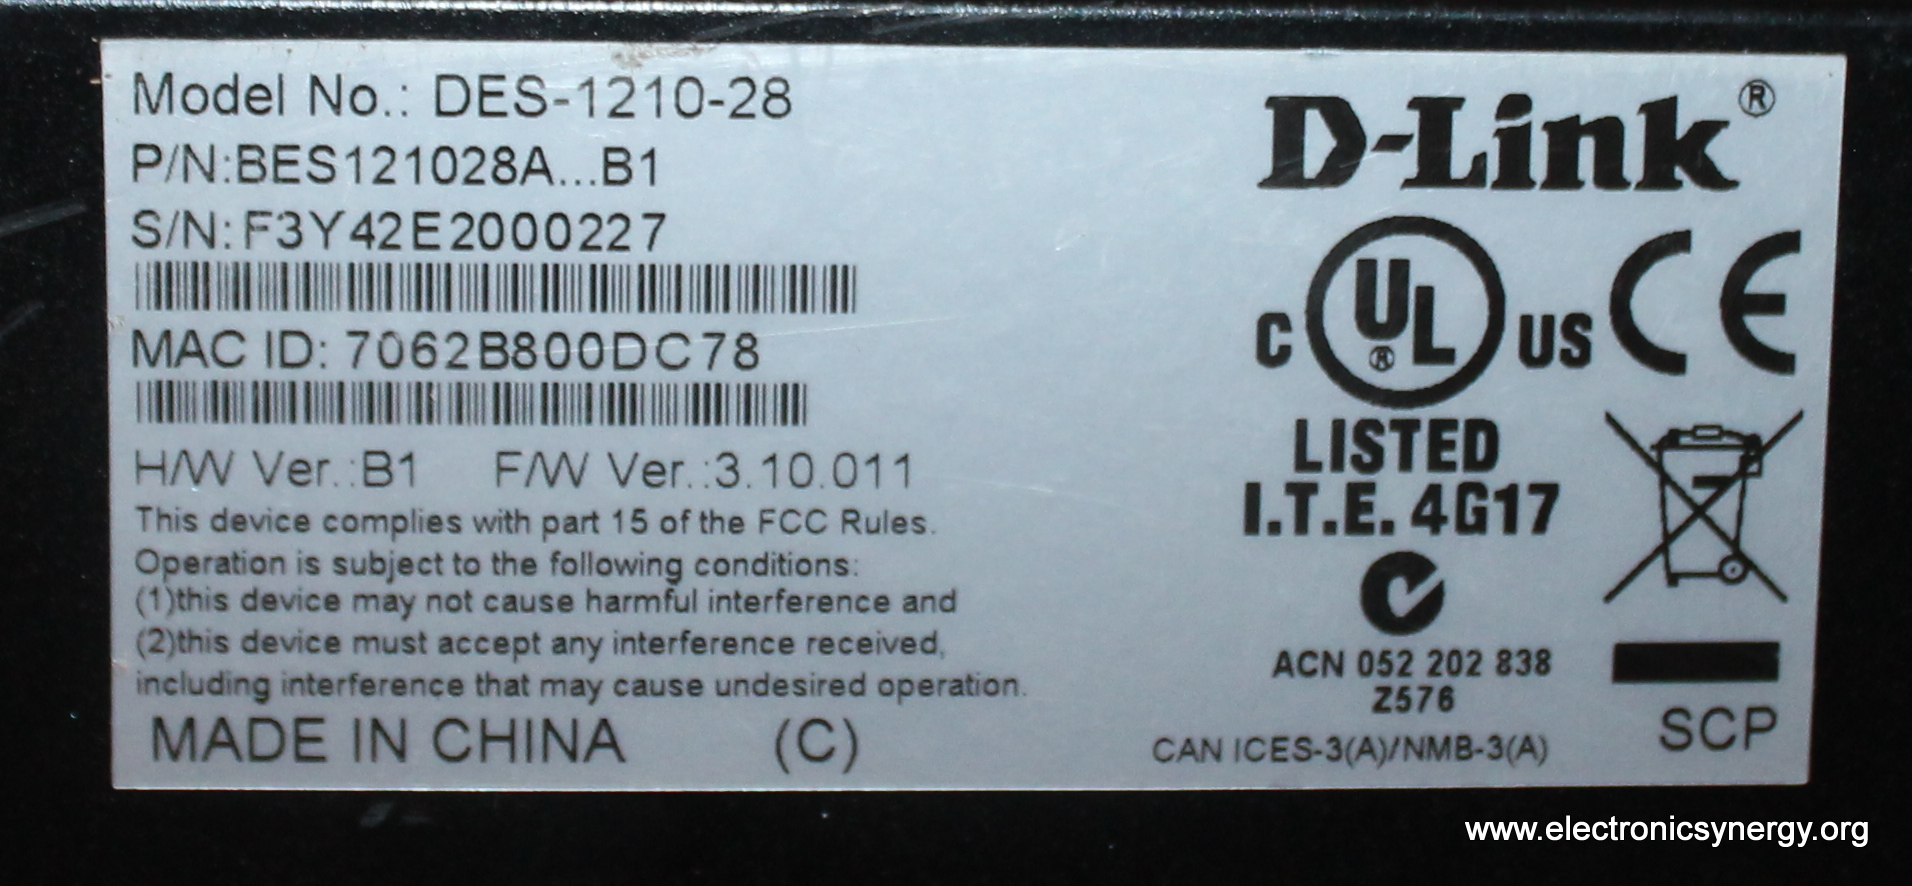 Model No.: DES-1210-28
P/N:BES121028A...B1
S/N:F3Y42E2000227
MAC ID: 7062B800DC78
H/W Ver.:B1 F/W Ver.:3.10.011
This device complies with part 15 of the FCC Rules.
Operation is subject to the following conditions:
(1)this device may not cause harmful interference and
(2)this device must accept any interference received,
including interference that may cause undesired operation.
MADE IN CHINA (C)
D-Link®
C UL® US CE
LISTED
I.T.E. 4G17
ACN 052 202 838
Z576
CAN ICES-3(A)/NMB-3(A)
SCP
www.electronicsynergy.org